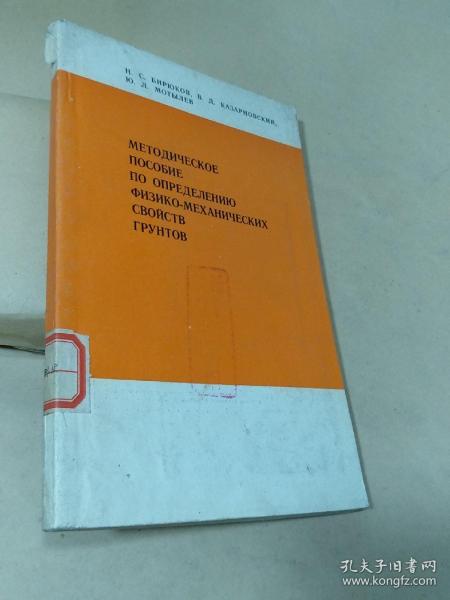 Н. С. БИРЮКОВ, В. Д. КАЗАРНОВСКИЙ,
Ю. Л. МОТЫЛЕВ
МЕТОДИЧЕСКОЕ
ПОСОБИЕ
ПО ОПРЕДЕЛЕНИЮ
ФИЗИКО-МЕХАНИЧЕСКИХ
СВОЙСТВ
ГРУНТОВ
孔夫子旧书网
www.kongfz.com